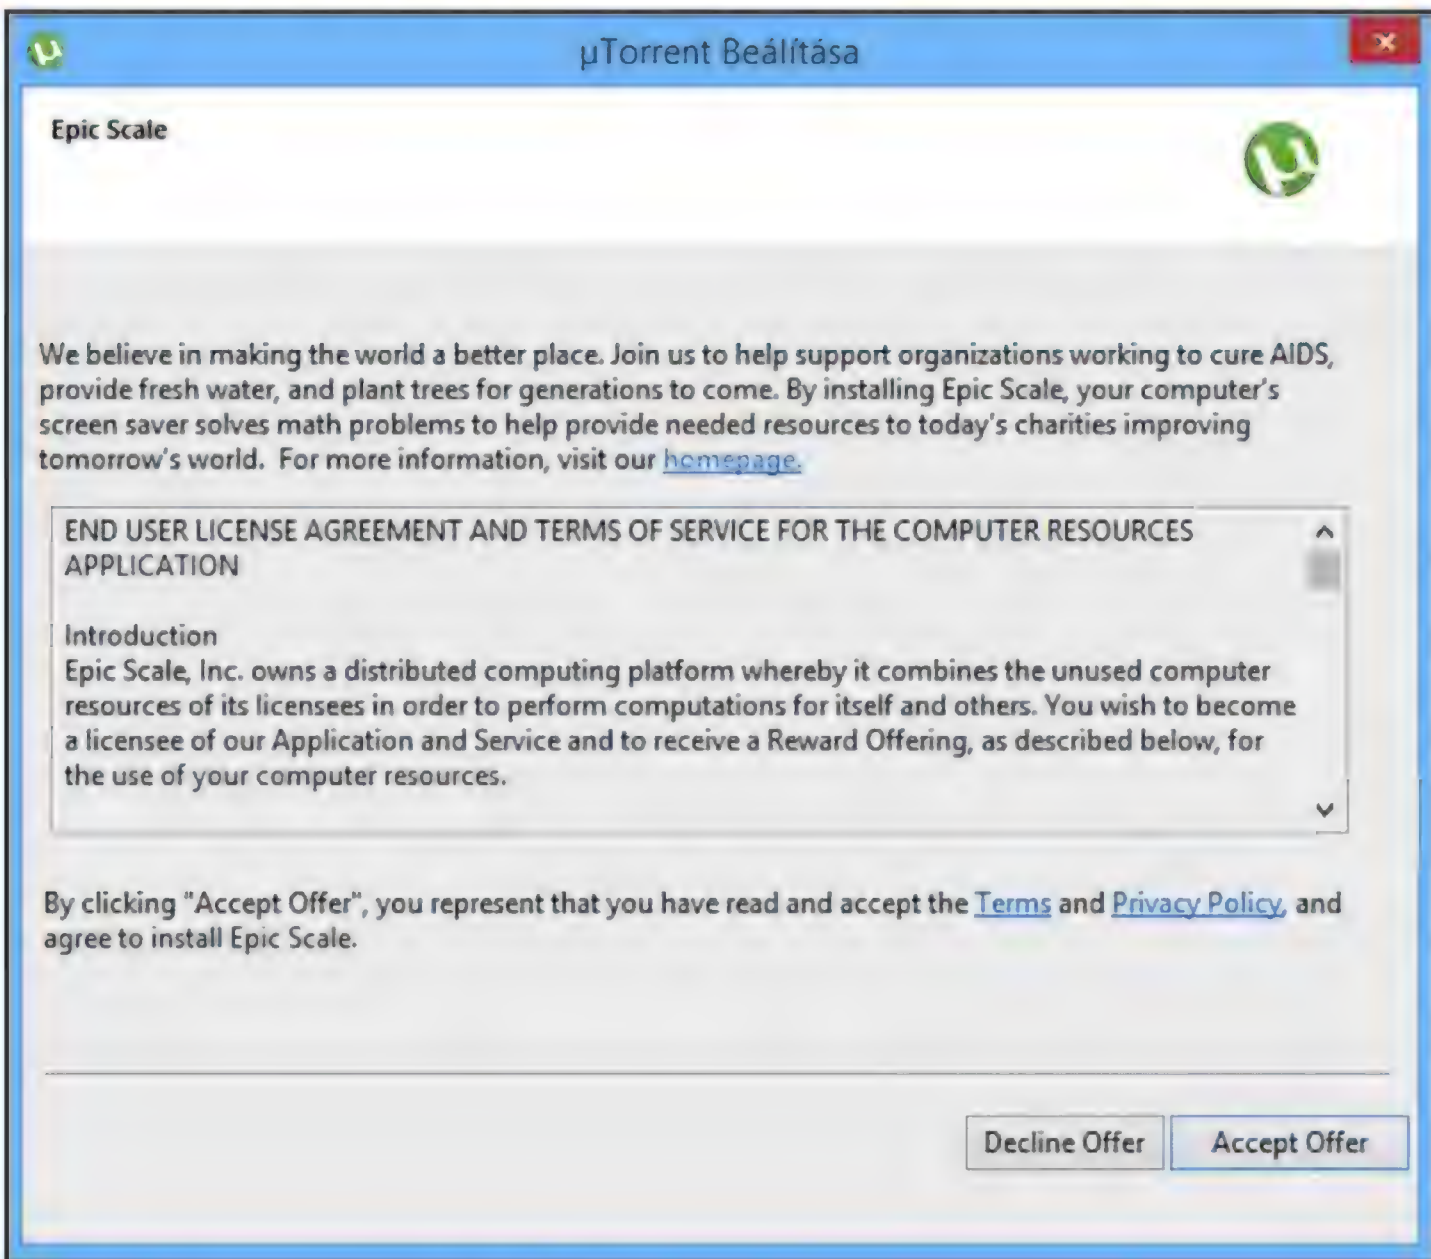 µTorrent Beálítása
Epic Scale
We believe in making the world a better place. Join us to help support organizations working to cure AIDS,
provide fresh water, and plant trees for generations to come. By installing Epic Scale, your computer's
screen saver solves math problems to help provide needed resources to today's charities improving
tomorrow's world. For more information, visit our homepage.
END USER LICENSE AGREEMENT AND TERMS OF SERVICE FOR THE COMPUTER RESOURCES
APPLICATION
Introduction
Epic Scale, Inc. owns a distributed computing platform whereby it combines the unused computer
resources of its licensees in order to perform computations for itself and others. You wish to become
a licensee of our Application and Service and to receive a Reward Offering, as described below, for
the use of your computer resources.
By clicking "Accept Offer", you represent that you have read and accept the Terms and Privacy Policy, and
agree to install Epic Scale.
Decline Offer
Accept Offer